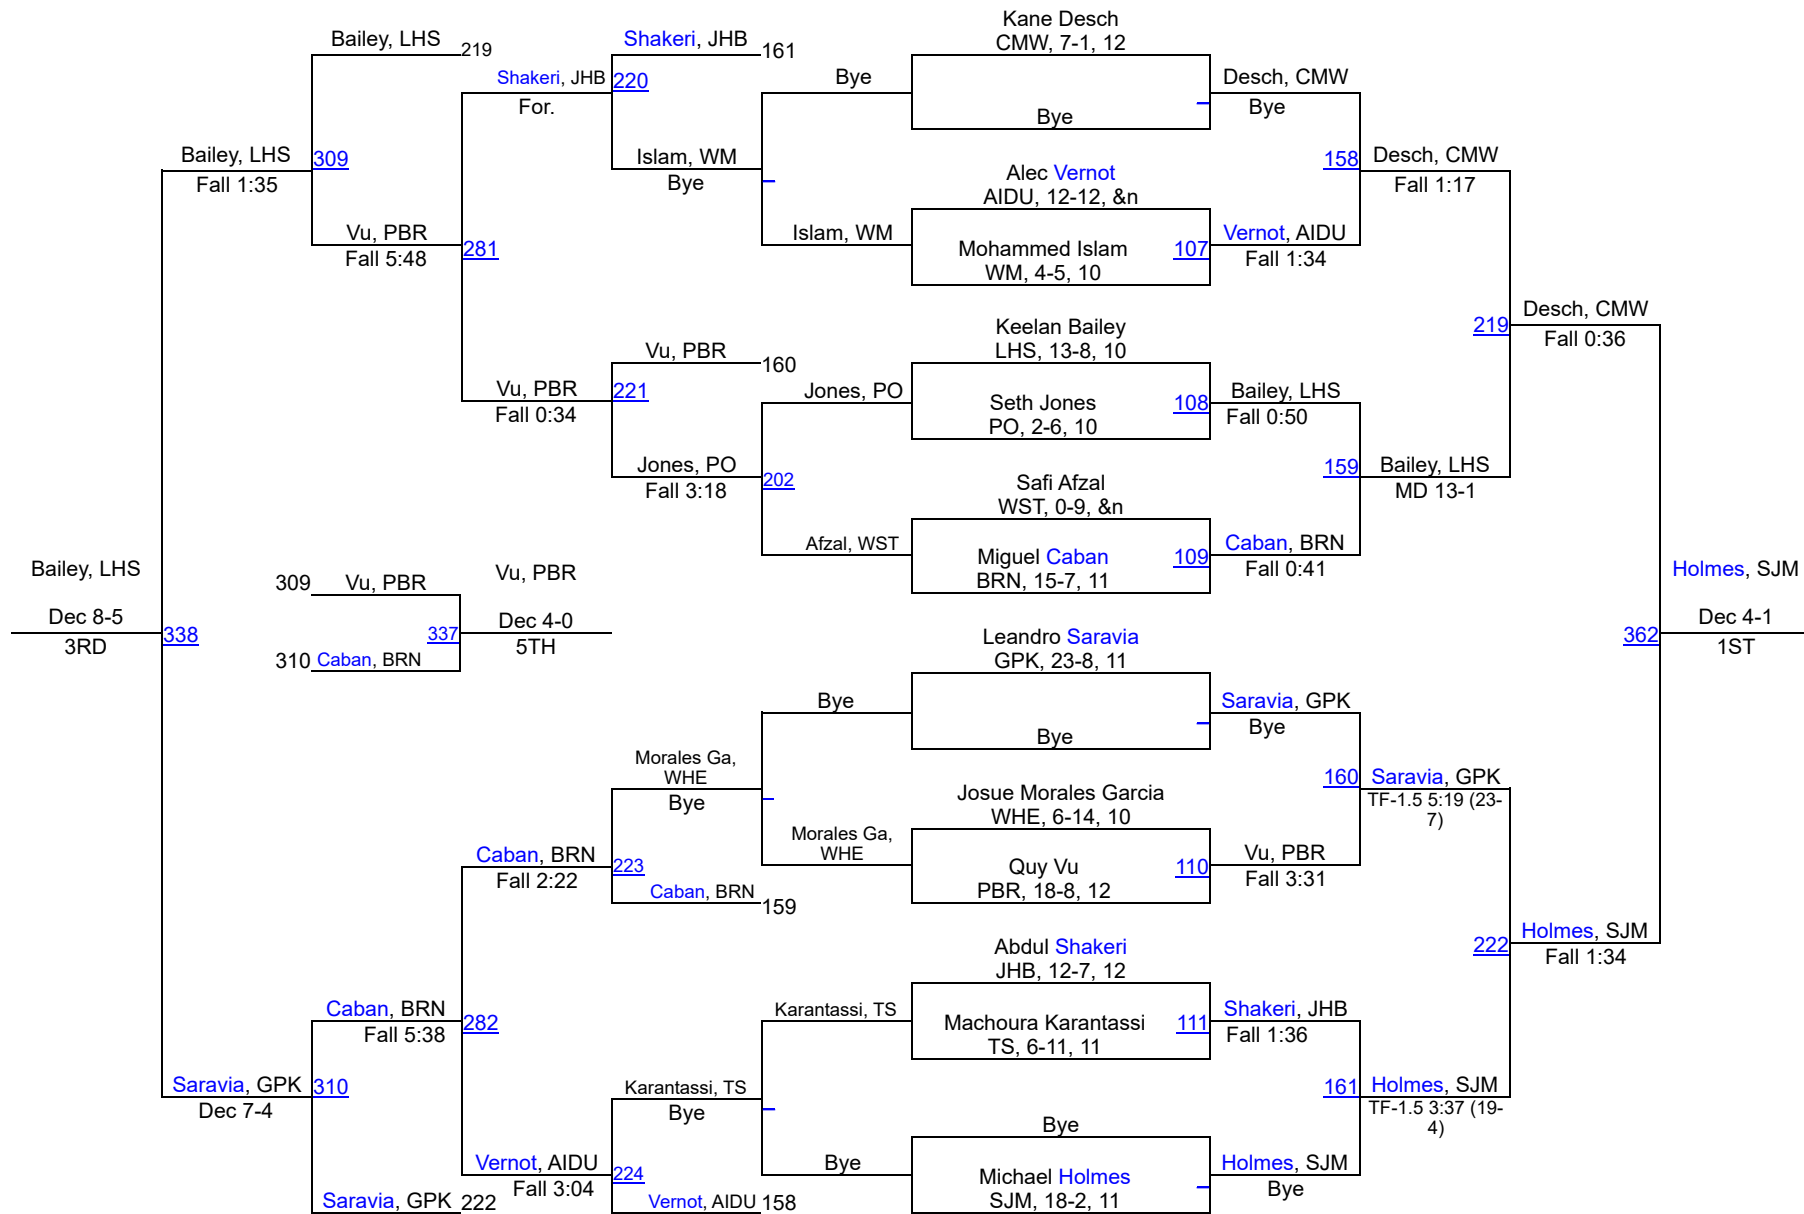 Kane Desch
CMW, 7-1, 12
Bye
Alec Vernot
AIDU, 12-12, &n
Mohammed Islam
WM, 4-5, 10
107
Keelan Bailey
LHS, 13-8, 10
Seth Jones
PO, 2-6, 10
108
Safi Afzal
WST, 0-9, &n
Miguel Caban
BRN, 15-7, 11
109
Leandro Saravia
GPK, 23-8, 11
Bye
Josue Morales Garcia
WHE, 6-14, 10
Quy Vu
PBR, 18-8, 12
110
Abdul Shakeri
JHB, 12-7, 12
Machoura Karantassi
TS, 6-11, 11
111
Bye
Michael Holmes
SJM, 18-2, 11
Desch, CMW
Bye
158
Vernot, AIDU
Fall 1:34
Bailey, LHS
Fall 0:50
159
Caban, BRN
Fall 0:41
Saravia, GPK
Bye
160
Vu, PBR
Fall 3:31
Shakeri, JHB
Fall 1:36
161
Holmes, SJM
Bye
Desch, CMW
Fall 1:17
219
Bailey, LHS
MD 13-1
Saravia, GPK
TF-1.5 5:19 (23-
7)
222
Holmes, SJM
TF-1.5 3:37 (19-
4)
Desch, CMW
Fall 0:36
362
Holmes, SJM
Fall 1:34
Holmes, SJM
Dec 4-1
1ST
Bye
Islam, WM
Jones, PO
202
Afzal, WST
Bye
Morales Ga,
WHE
Karantassi, TS
Bye
Shakeri, JHB
161
220
Islam, WM
Bye
Vu, PBR
160
221
Jones, PO
Fall 3:18
Morales Ga,
WHE
Bye
223
Caban, BRN
159
Karantassi, TS
Bye
224
Vernot, AIDU
158
Shakeri, JHB
For.
281
Vu, PBR
Fall 0:34
Caban, BRN
Fall 2:22
282
Vernot, AIDU
Fall 3:04
Bailey, LHS
219
309
Vu, PBR
Fall 5:48
Caban, BRN
Fall 5:38
310
Saravia, GPK
222
Bailey, LHS
Fall 1:35
338
Saravia, GPK
Dec 7-4
Bailey, LHS
Dec 8-5
3RD
309
Vu, PBR
337
310
Caban, BRN
Vu, PBR
Dec 4-0
5TH